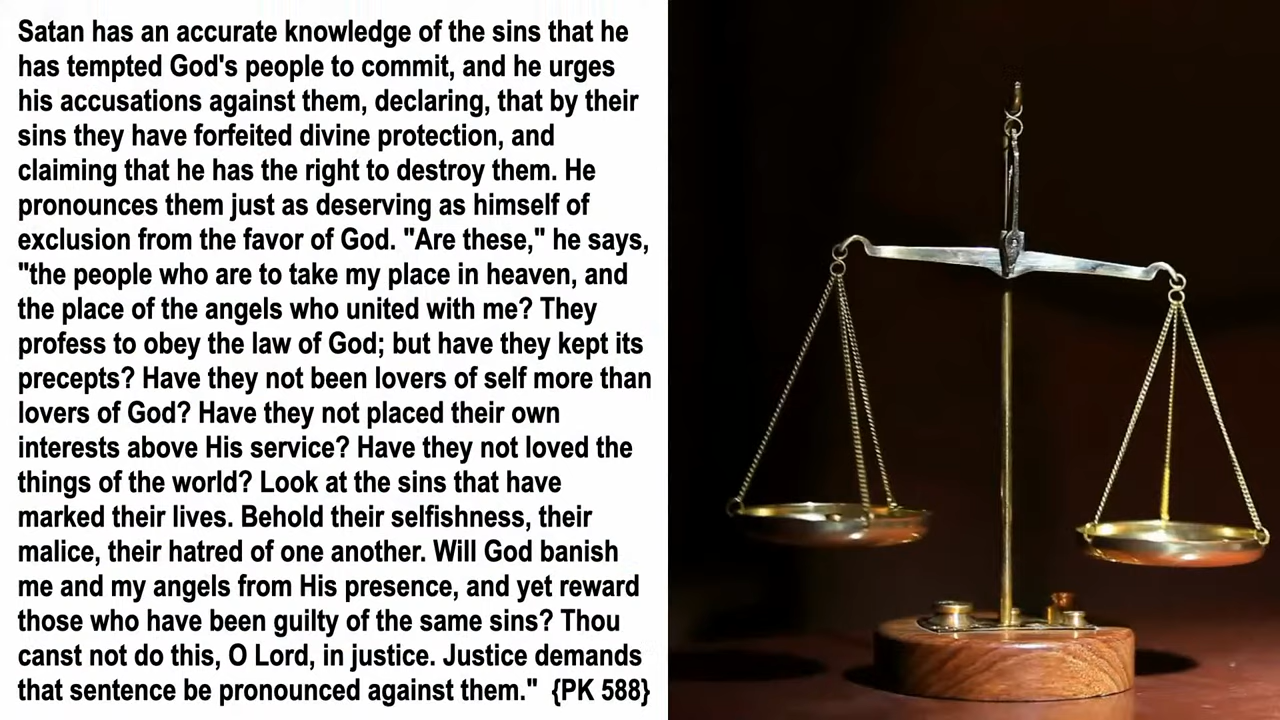 Satan has an accurate knowledge of the sins that he
has tempted God's people to commit, and he urges
his accusations against them, declaring, that by their
sins they have forfeited divine protection, and
claiming that he has the right to destroy them. He
pronounces them just as deserving as himself of
exclusion from the favor of God. "Are these," he says,
"the people who are to take my place in heaven, and
the place of the angels who united with me? They
profess to obey the law of God; but have they kept its
precepts? Have they not been lovers of self more than
lovers of God? Have they not placed their own
interests above His service? Have they not loved the
things of the world? Look at the sins that have
marked their lives. Behold their selfishness, their
malice, their hatred of one another. Will God banish
me and my angels from His presence, and yet reward
those who have been guilty of the same sins? Thou
canst not do this, O Lord, in justice. Justice demands
that sentence be pronounced against them."  {PK 588}